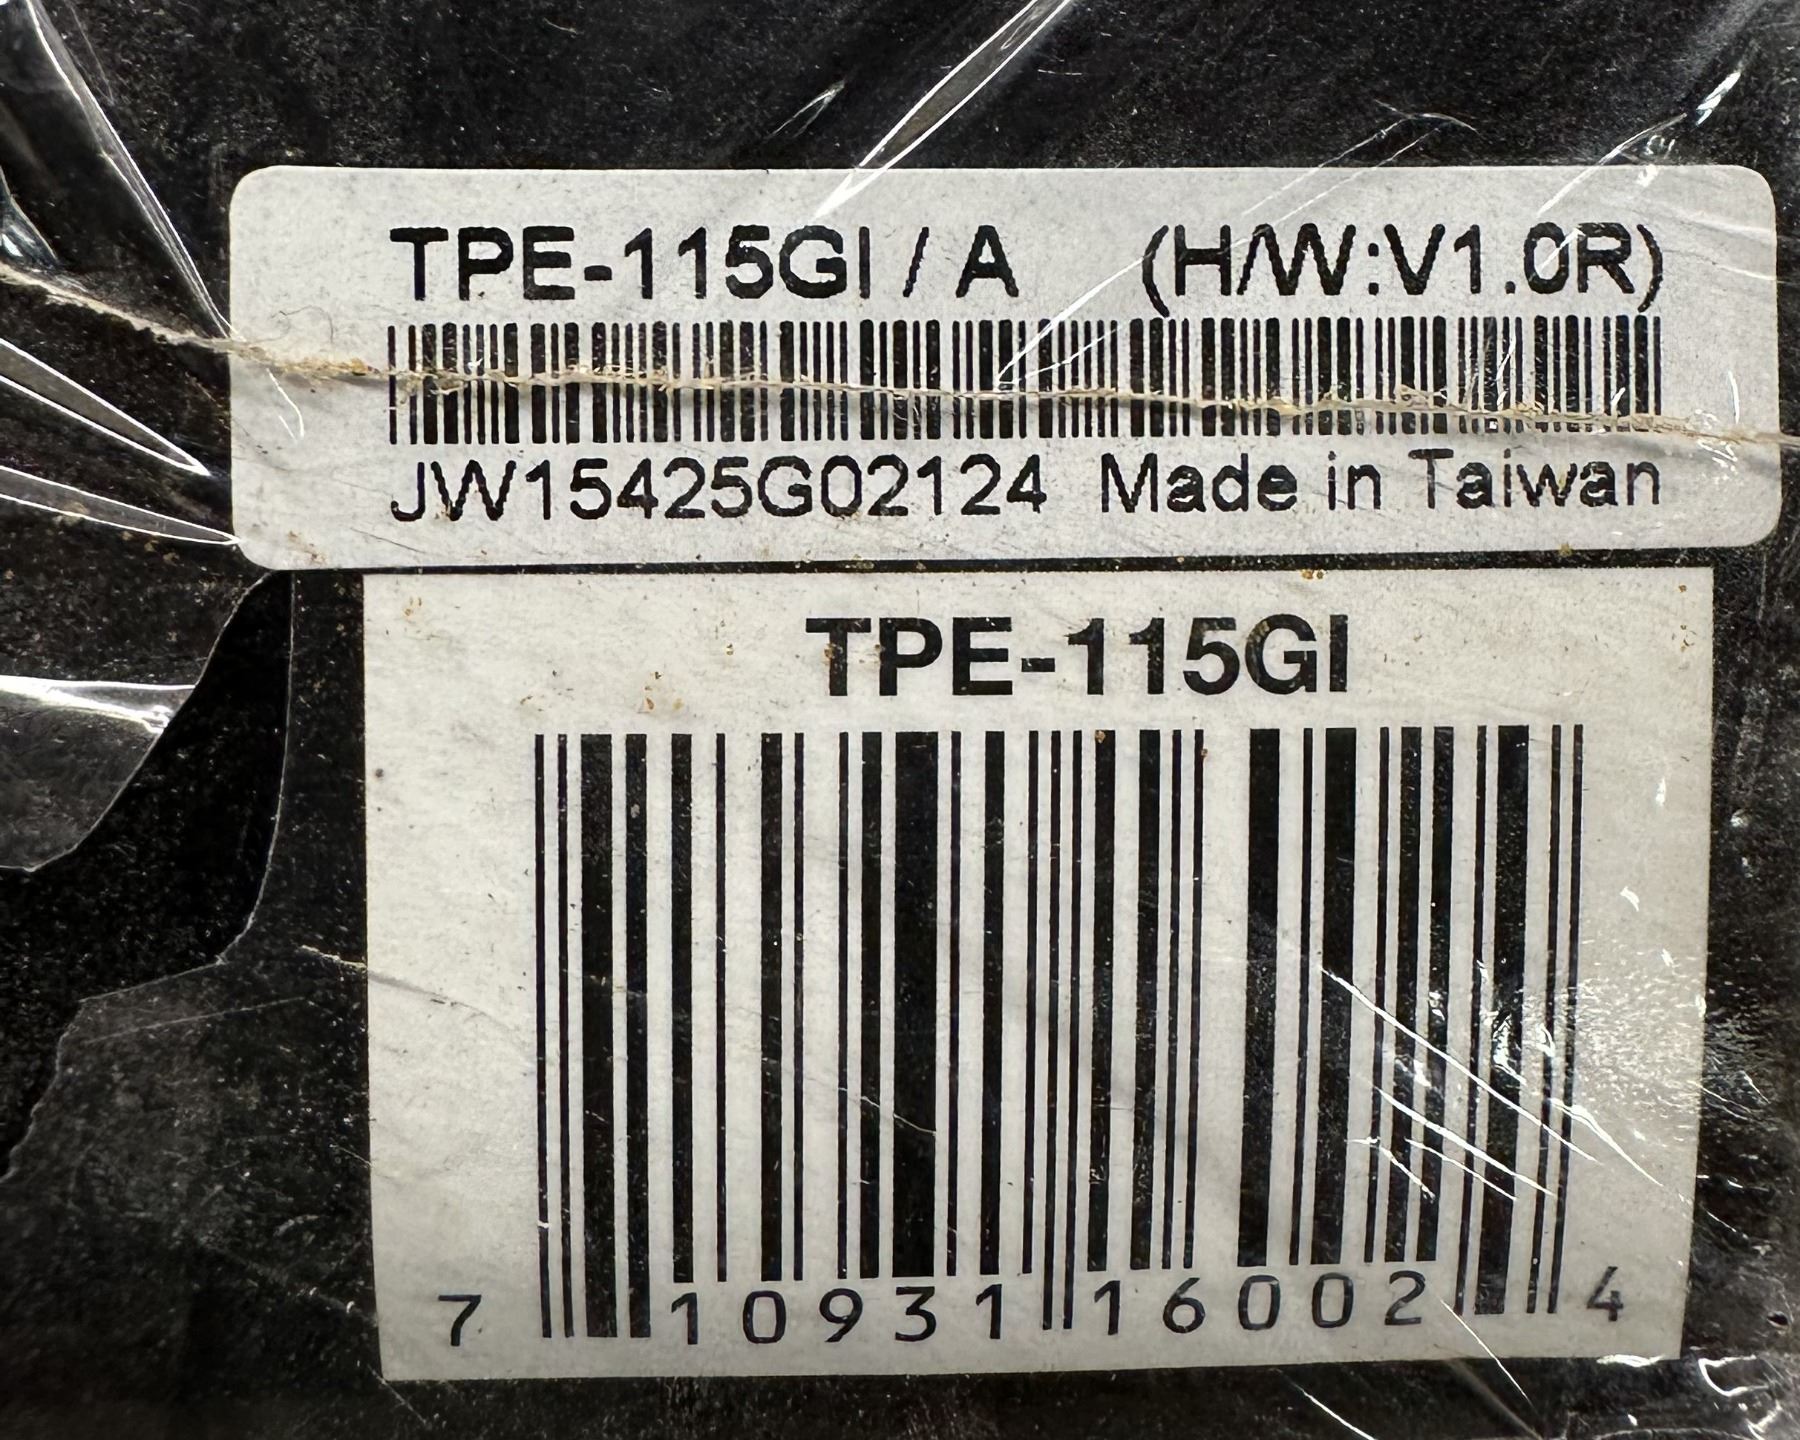 TPE-115GI / A (H/W:V1.0R)
JW15425G02124 Made in Taiwan
TPE-115GI
7 10931 16002 4